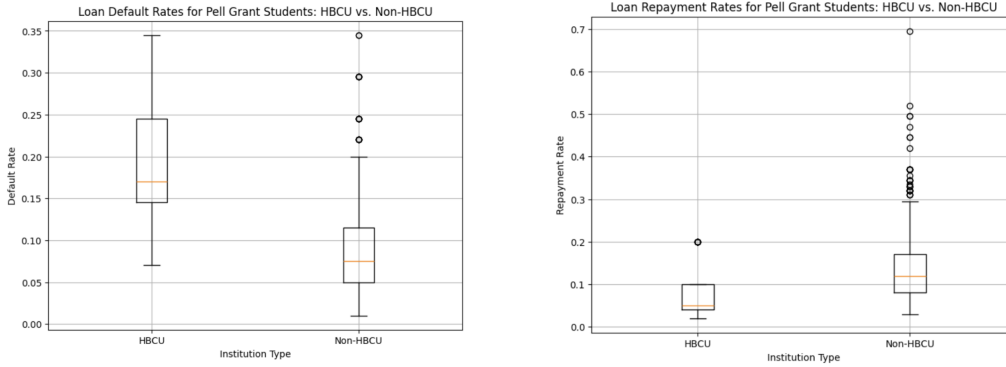 Loan Default Rates for Pell Grant Students: HBCU vs. Non-HBCU
0.35
0.30
0.25
0.20
0.15
0.10
0.05
0.00
Default Rate
HBCU
Non-HBCU
Institution Type
Loan Repayment Rates for Pell Grant Students: HBCU vs. Non-HBCU
0.7
0.6
0.5
0.4
0.3
0.2
0.1
0.0
Repayment Rate
HBCU
Non-HBCU
Institution Type